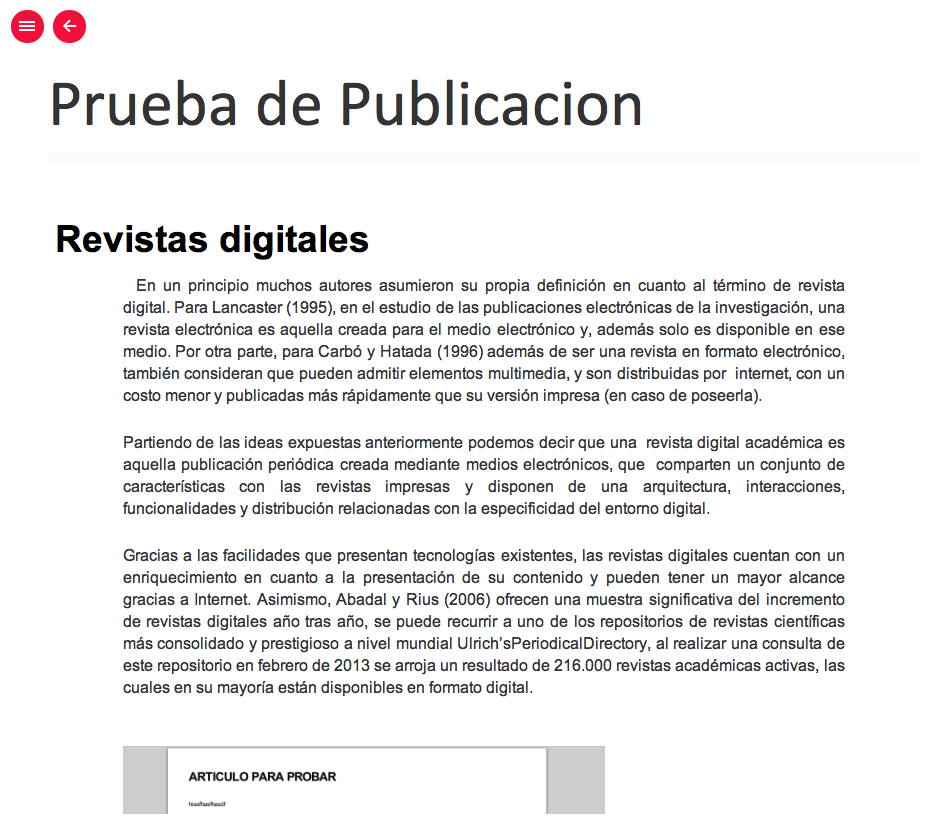 Prueba de Publicacion
Revistas digitales
En un principio muchos autores asumieron su propia definición en cuanto al término de revista
digital. Para Lancaster (1995), en el estudio de las publicaciones electrónicas de la investigación, una
revista electrónica es aquella creada para el medio electrónico y, además solo es disponible en ese
medio. Por otra parte, para Carbó y Hatada (1996) además de ser una revista en formato electrónico,
también consideran que pueden admitir elementos multimedia, y son distribuidas por internet, con un
costo menor y publicadas más rápidamente que su versión impresa (en caso de poseerla).
Partiendo de las ideas expuestas anteriormente podemos decir que una revista digital académica es
aquella publicación periódica creada mediante medios electrónicos, que comparten un conjunto de
características con las revistas impresas y disponen de una arquitectura, interacciones,
funcionalidades y distribución relacionadas con la especificidad del entorno digital.
Gracias a las facilidades que presentan tecnologías existentes, las revistas digitales cuentan con un
enriquecimiento en cuanto a la presentación de su contenido y pueden tener un mayor alcance
gracias a Internet. Asimismo, Abadal y Rius (2006) ofrecen una muestra significativa del incremento
de revistas digitales año tras año, se puede recurrir a uno de los repositorios de revistas científicas
más consolidado y prestigioso a nivel mundial Ulrich'sPeriodicalDirectory, al realizar una consulta de
este repositorio en febrero de 2013 se arroja un resultado de 216.000 revistas académicas activas, las
cuales en su mayoría están disponibles en formato digital.
ARTICULO PARA PROBAR